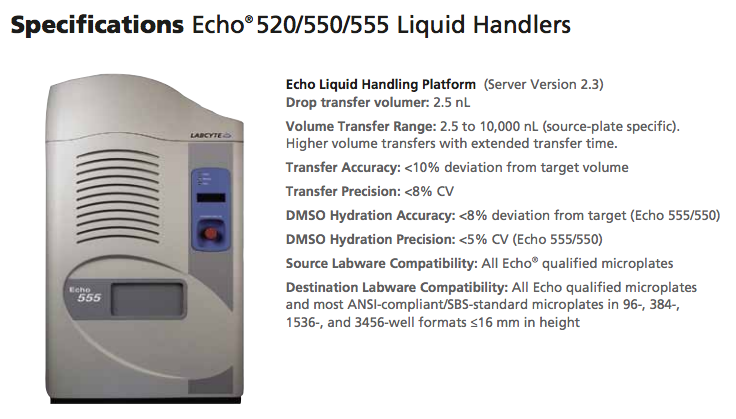 Specifications Echo® 520/550/555 Liquid Handlers
Echo Liquid Handling Platform (Server Version 2.3)
Drop transfer volumer: 2.5 nL
Volume Transfer Range: 2.5 to 10,000 nL (source-plate specific).
Higher volume transfers with extended transfer time.
Transfer Accuracy: <10% deviation from target volume
Transfer Precision: <8% CV
DMSO Hydration Accuracy: <8% deviation from target (Echo 555/550)
DMSO Hydration Precision: <5% CV (Echo 555/550)
Source Labware Compatibility: All Echo® qualified microplates
Destination Labware Compatibility: All Echo qualified microplates
and most ANSI-compliant/SBS-standard microplates in 96-, 384-,
1536-, and 3456-well formats ≤16 mm in height
LABCYTE
Echo
555